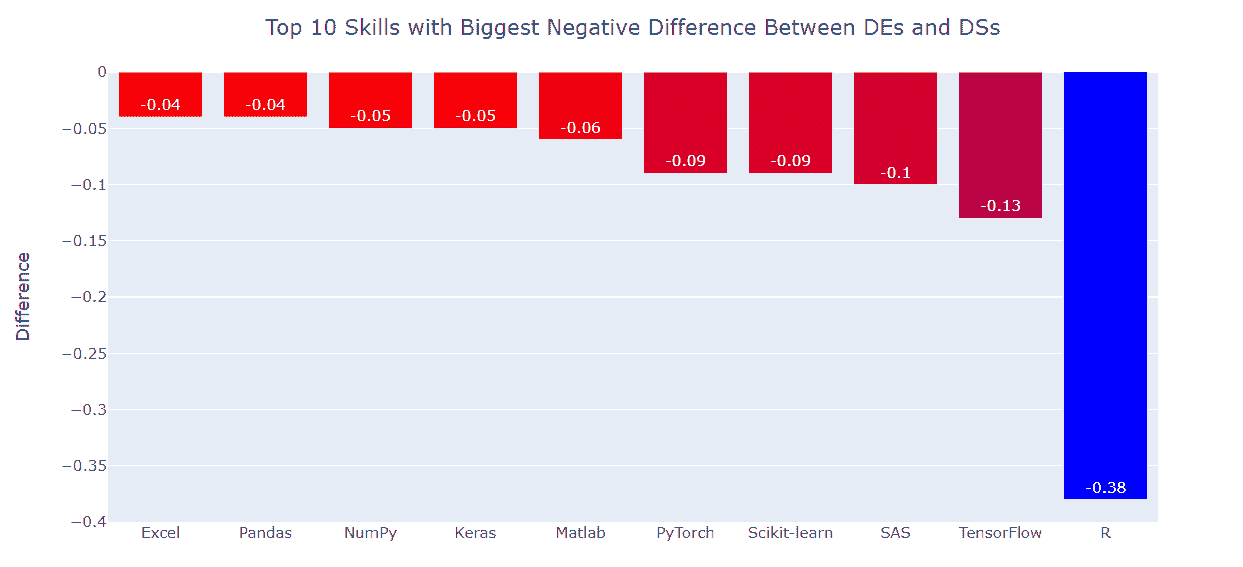 Top 10 Skills with Biggest Negative Difference Between DEs and DSs
Difference
0
−0.05
−0.1
−0.15
−0.2
−0.25
−0.3
−0.35
−0.4
-0.04 -0.04 -0.05 -0.05 -0.06 -0.09 -0.09 -0.1 -0.13 -0.38
Excel Pandas NumPy Keras Matlab PyTorch Scikit-learn SAS TensorFlow R